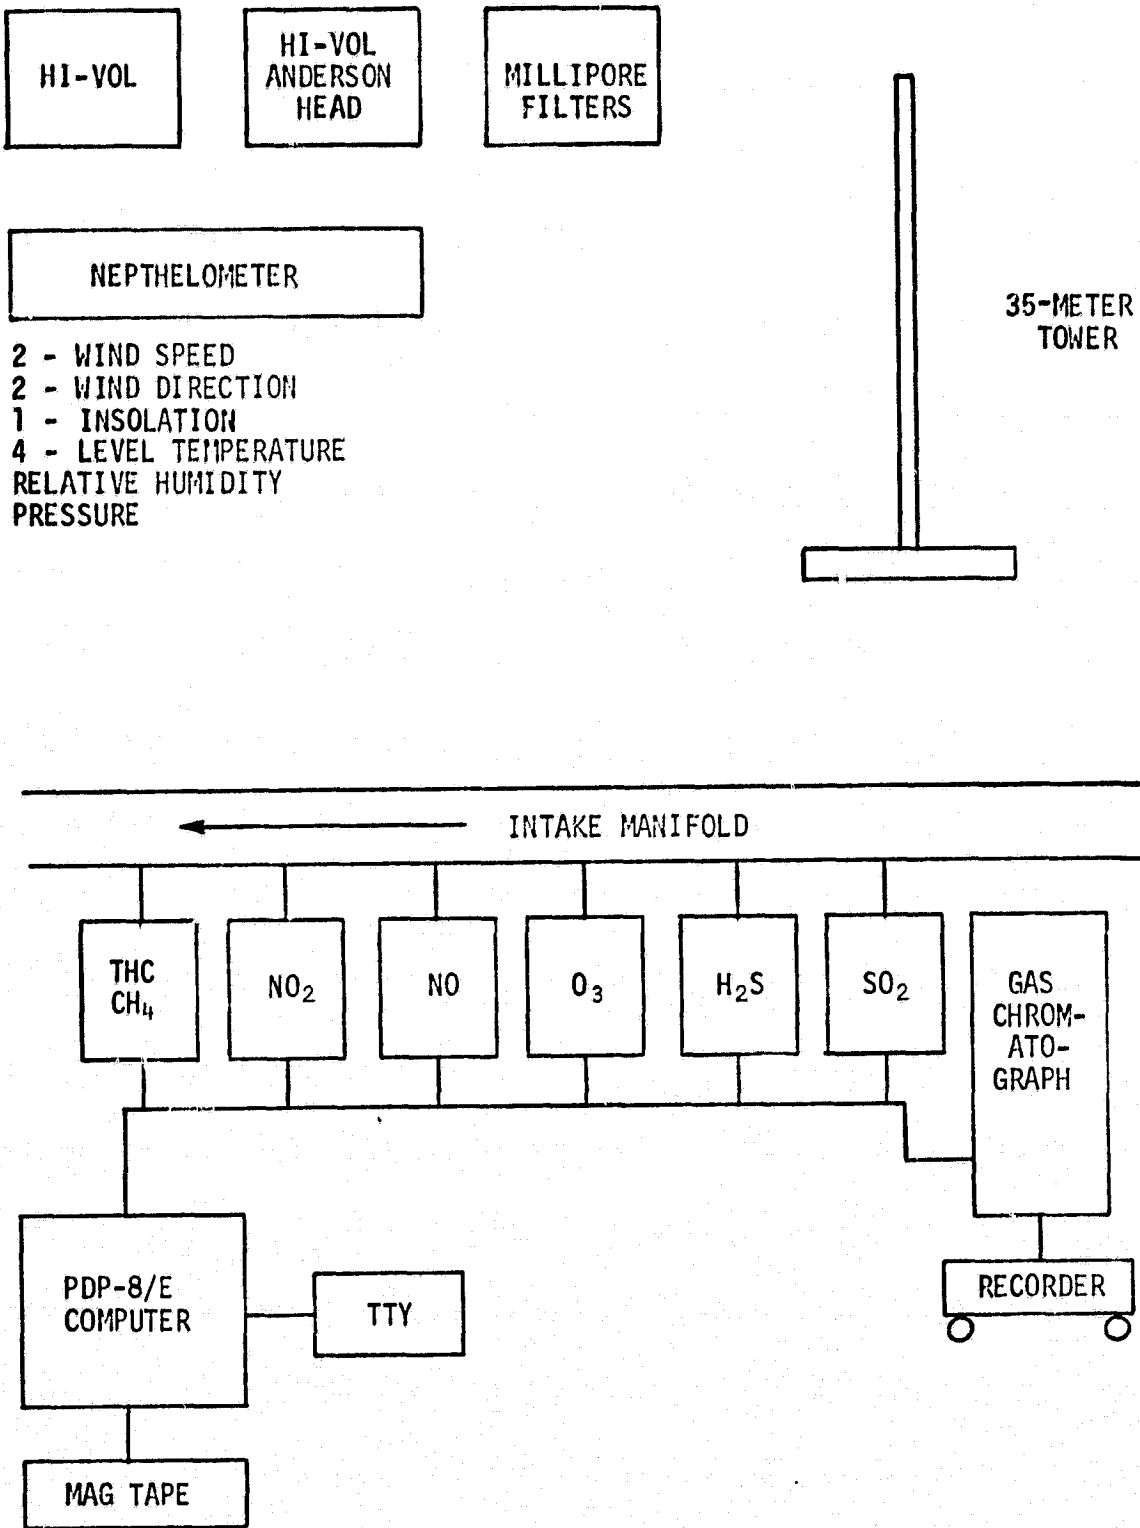 HI-VOL
HI-VOL
ANDERSON
HEAD
MILLIPORE
FILTERS
NEPTHELOMETER
35-METER
TOWER
2 - WIND SPEED
2 - WIND DIRECTION
1 - INSOLATION
4 - LEVEL TEMPERATURE
RELATIVE HUMIDITY
PRESSURE
INTAKE MANIFOLD
THC
CH₄
NO₂
NO
O₃
H₂S
SO₂
GAS
CHROM-
ATO-
GRAPH
PDP-8/E
COMPUTER
TTY
RECORDER
MAG TAPE